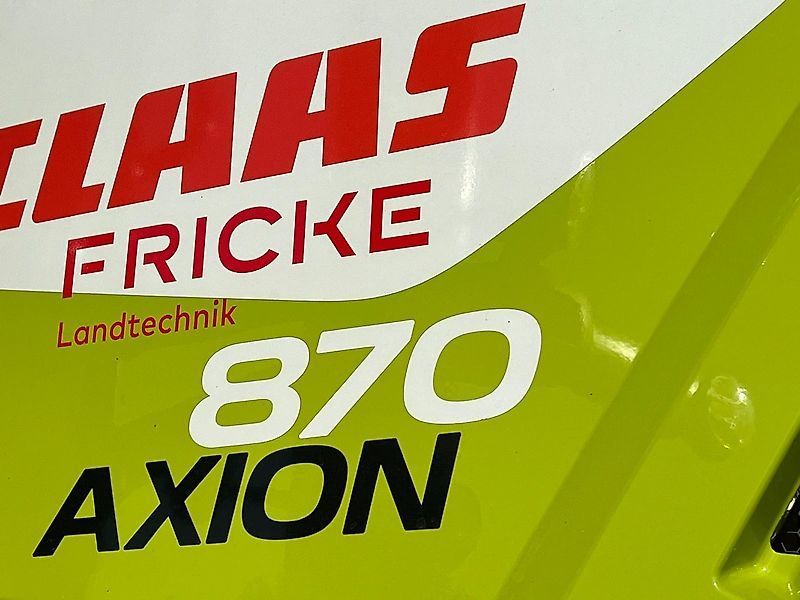 CLAAS
FRICKE
Landtechnik
870
AXION